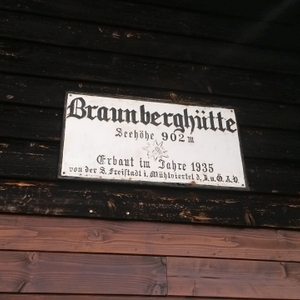 Braunberghütte
Seehöhe 902 m
Erbaut im Jahre 1935
von der S. Freistadt i. Mühlviertel d. D. u. Ö. A. V.